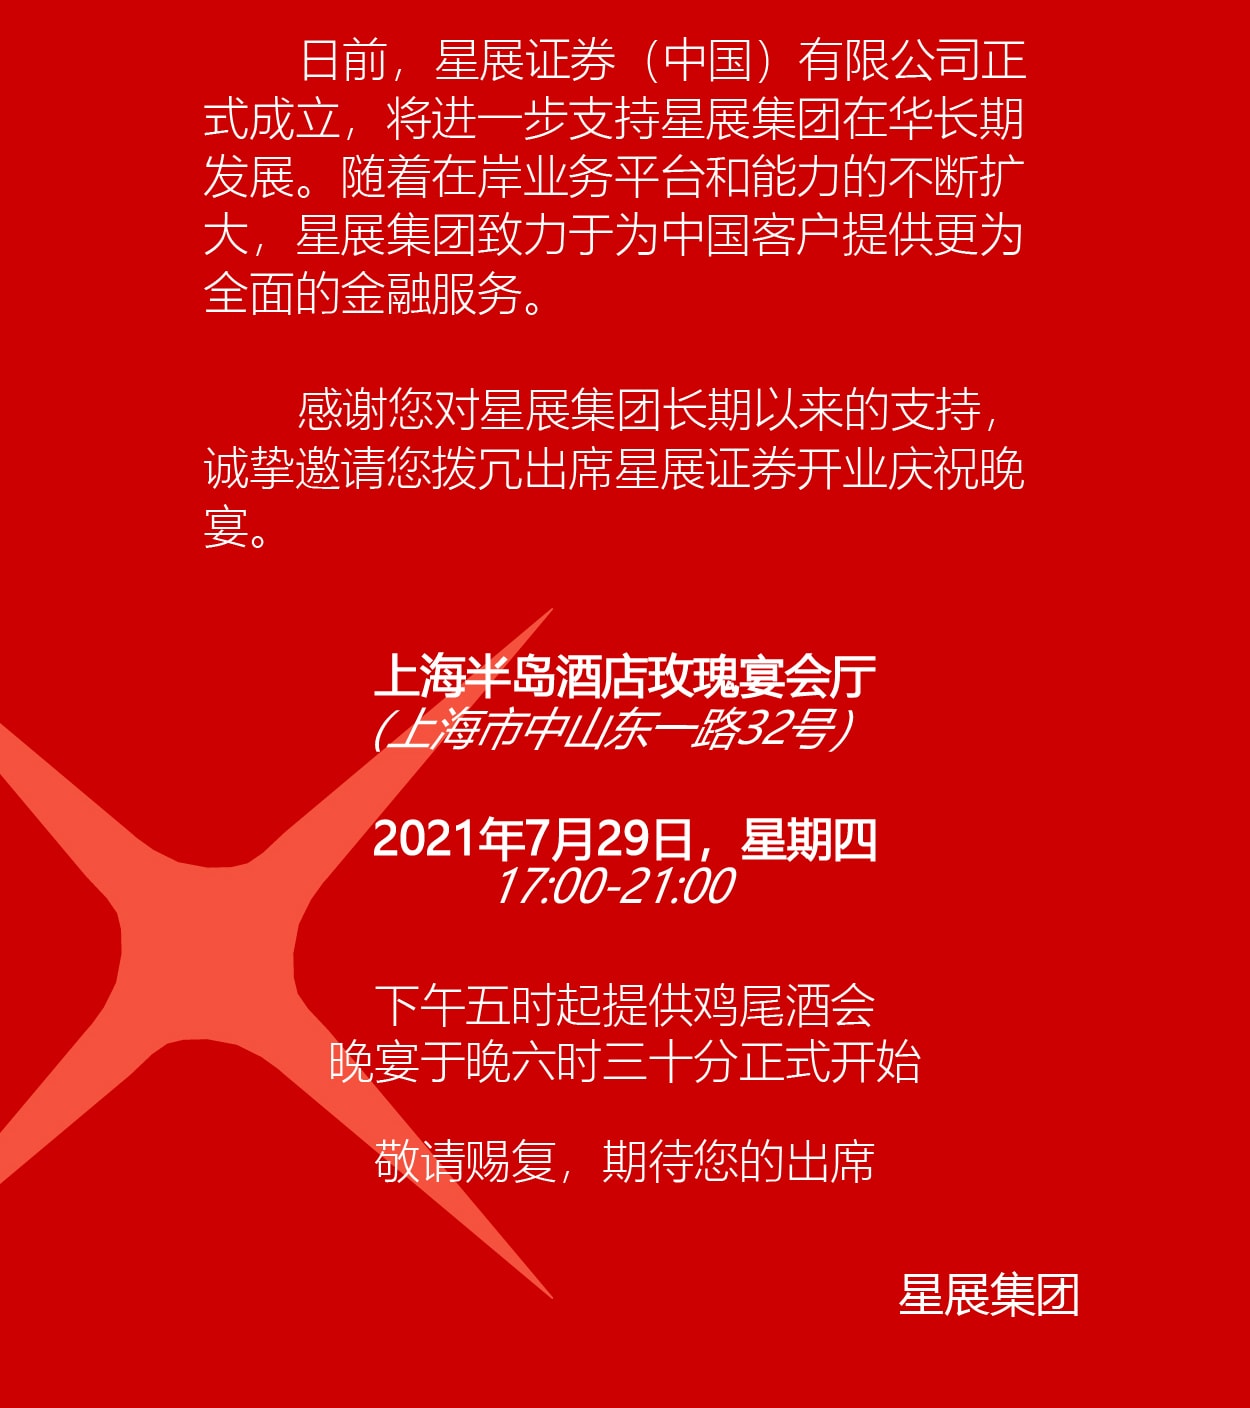 日前，星展证券（中国）有限公司正
式成立，将进一步支持星展集团在华长期
发展。随着在岸业务平台和能力的不断扩
大，星展集团致力于为中国客户提供更为
全面的金融服务。
感谢您对星展集团长期以来的支持，
诚挚邀请您拨冗出席星展证券开业庆祝晚
宴。
上海半岛酒店玫瑰宴会厅
（上海市中山东一路32号）
2021年7月29日，星期四
17:00-21:00
下午五时起提供鸡尾酒会
晚宴于晚六时三十分正式开始
敬请赐复，期待您的出席
星展集团